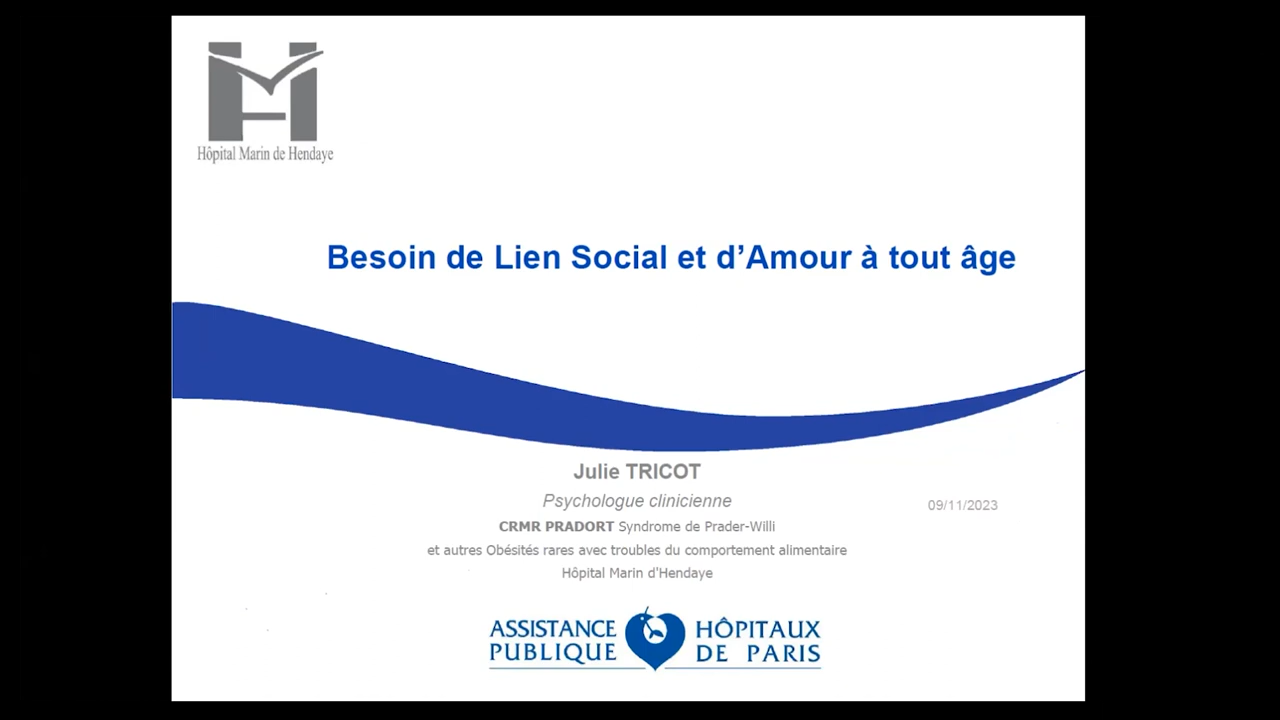 Hôpital Marin de Hendaye
Besoin de Lien Social et d’Amour à tout âge
Julie TRICOT
Psychologue clinicienne
09/11/2023
CRMR PRADORT Syndrome de Prader-Willi
et autres Obésités rares avec troubles du comportement alimentaire
Hôpital Marin d'Hendaye
ASSISTANCE HÔPITAUX
PUBLIQUE DE PARIS